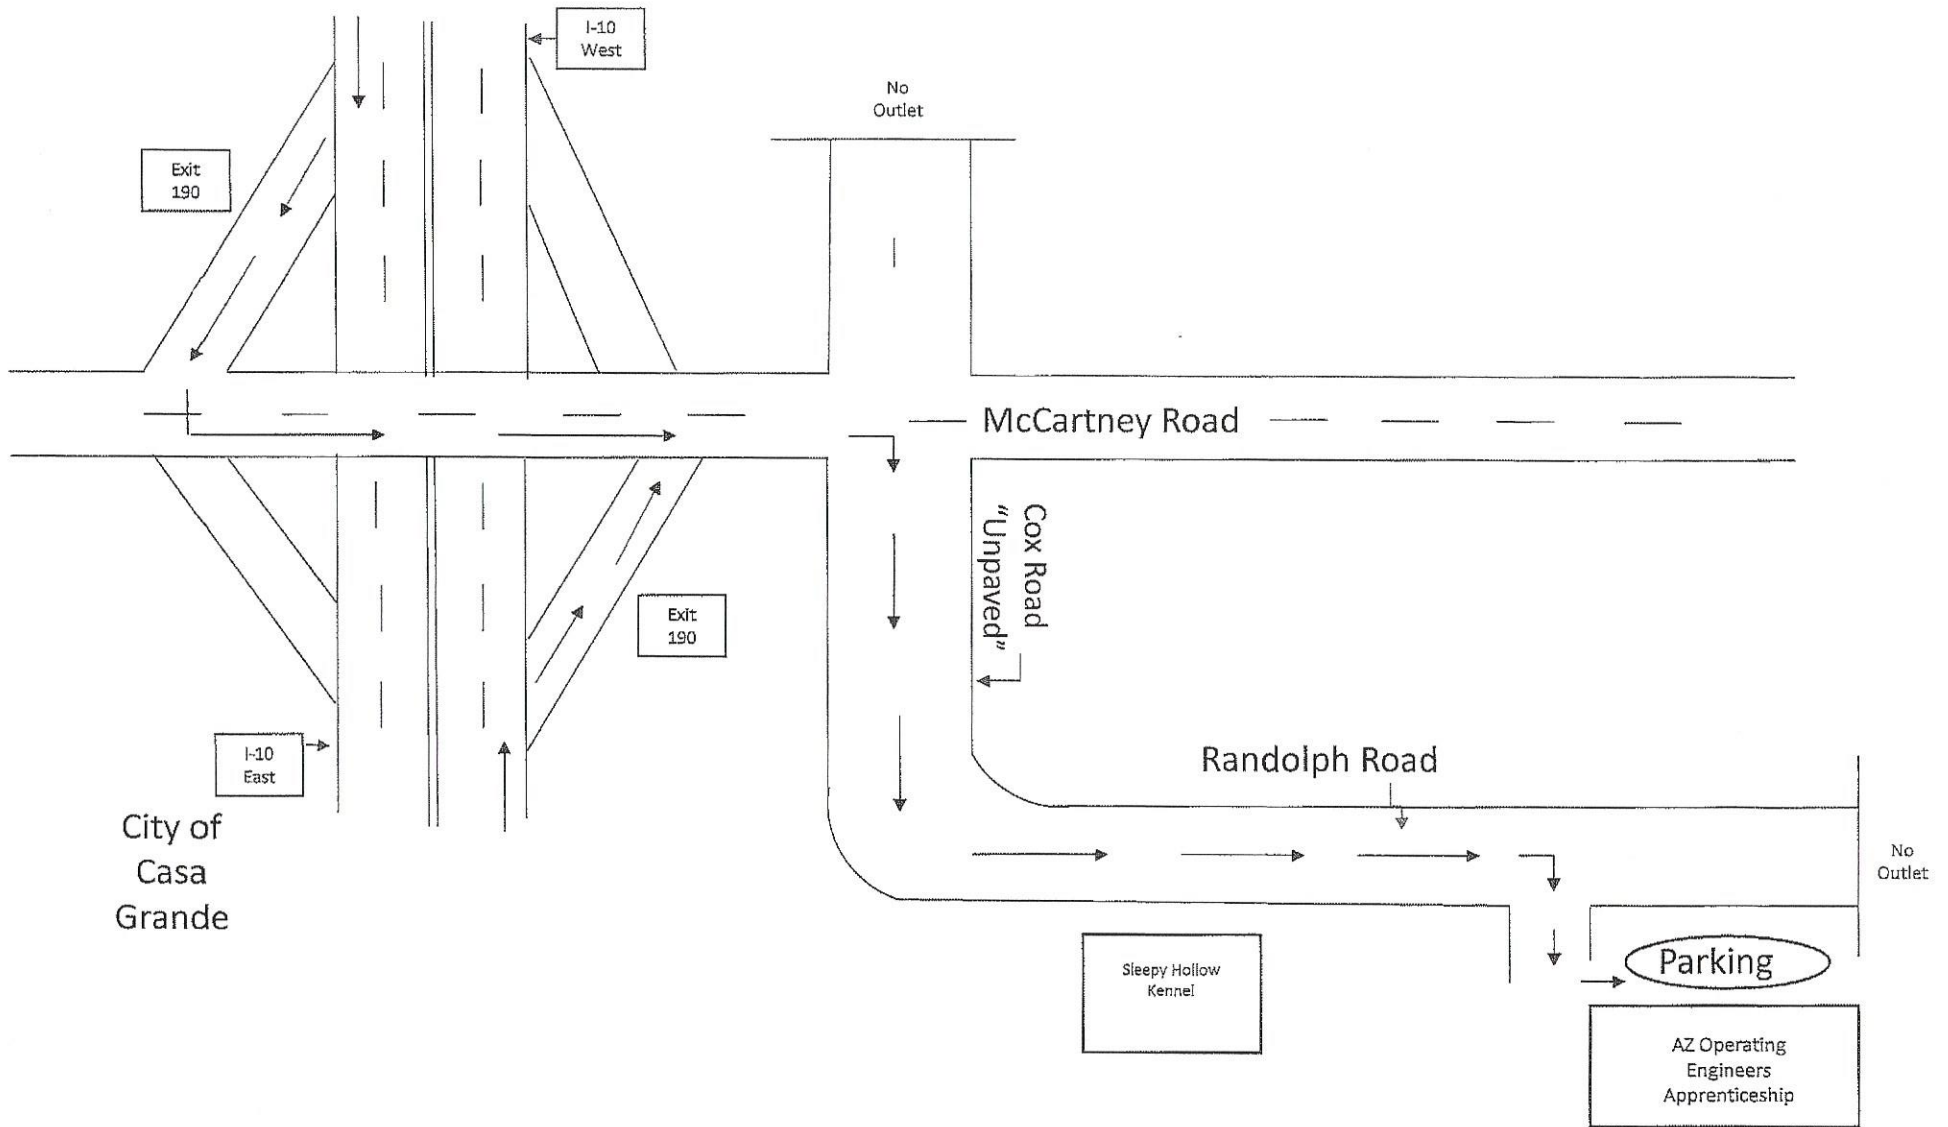 I-10
West
No
Outlet
Exit
190
McCartney Road
Cox Road
“Unpaved”
Exit
190
I-10
East
Randolph Road
City of
Casa
Grande
No
Outlet
Sleepy Hollow
Kennel
Parking
AZ Operating
Engineers
Apprenticeship